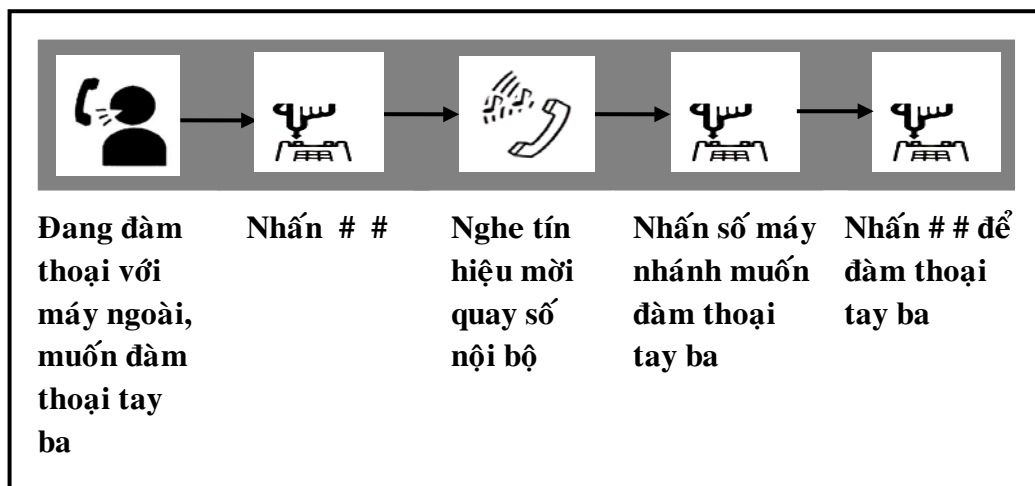 Đang đàm
thoại với
máy ngoài,
muốn đàm
thoại tay
ba
Nhấn # #
Nghe tín
hiệu mời
quay số
nội bộ
Nhấn số máy
nhánh muốn
đàm thoại
tay ba
Nhấn # # để
đàm thoại
tay ba